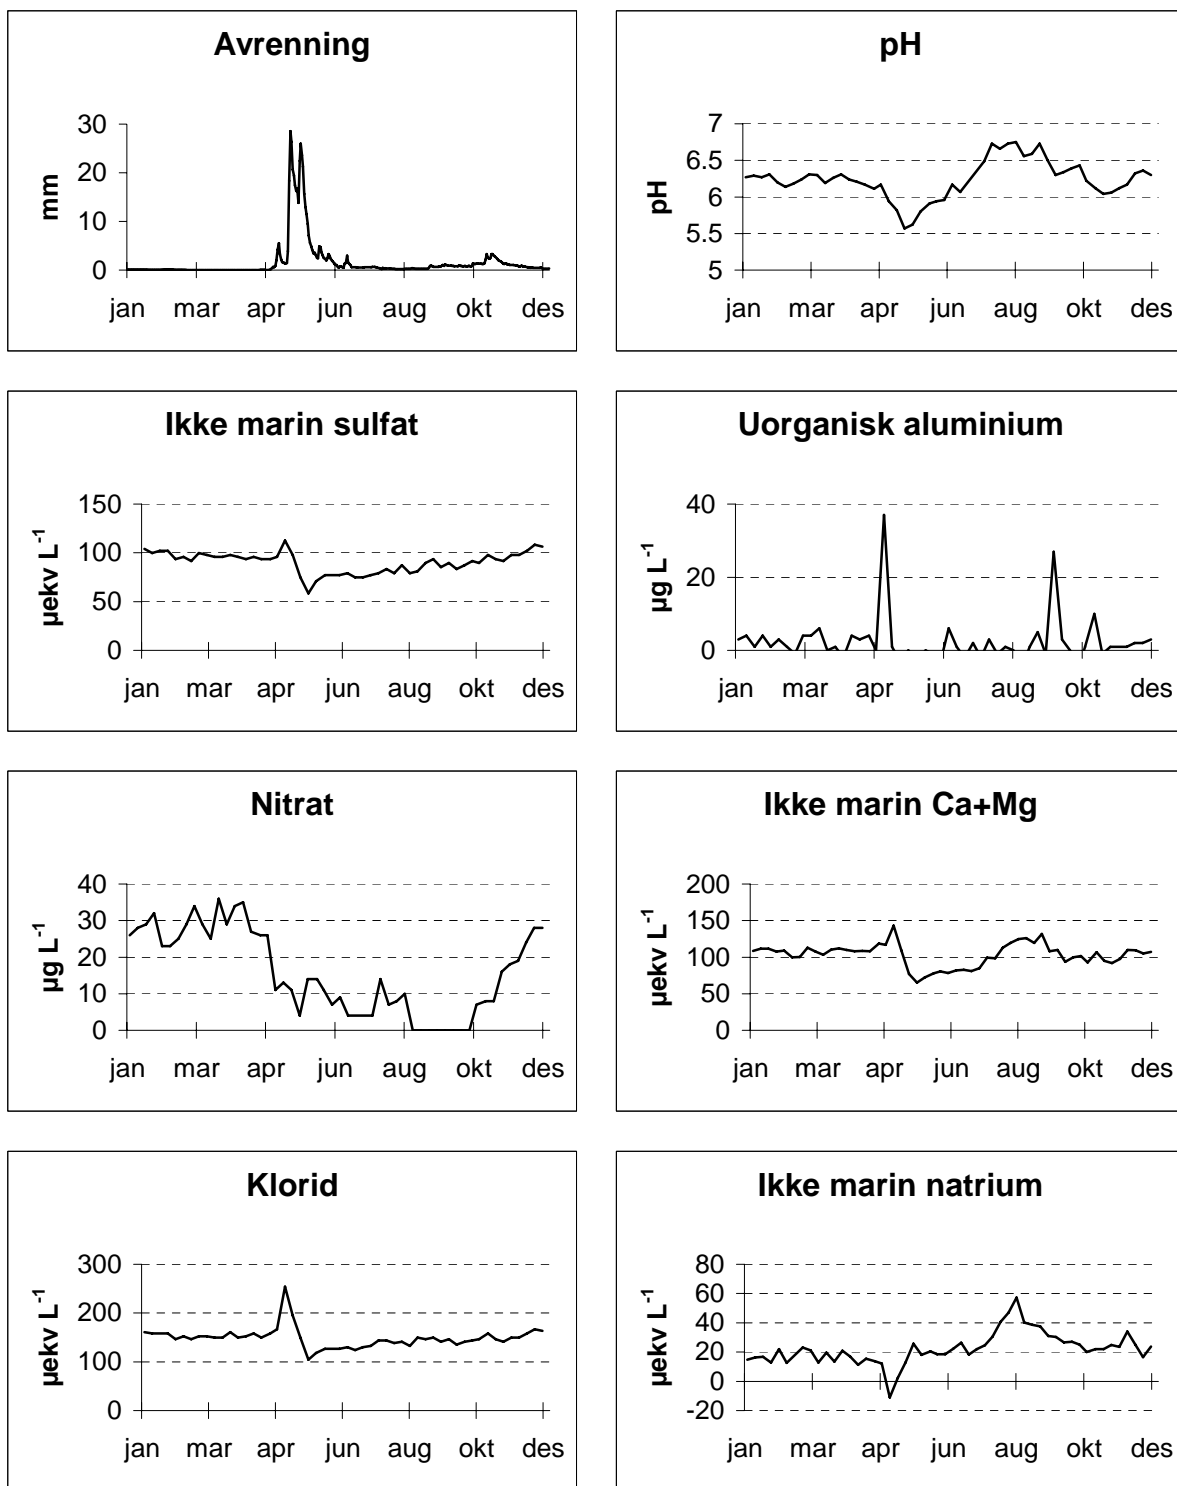 Avrenning
mm
30
20
10
0
jan mar apr jun aug okt des
pH
pH
7
6.5
6
5.5
5
jan mar apr jun aug okt des
Ikke marin sulfat
µekv L-1
150
100
50
0
jan mar apr jun aug okt des
Uorganisk aluminium
µg L-1
40
20
0
jan mar apr jun aug okt des
Nitrat
µg L-1
40
30
20
10
0
jan mar apr jun aug okt des
Ikke marin Ca+Mg
µekv L-1
200
150
100
50
0
jan mar apr jun aug okt des
Klorid
µekv L-1
300
200
100
0
jan mar apr jun aug okt des
Ikke marin natrium
µekv L-1
80
60
40
20
0
-20
jan mar apr jun aug okt des